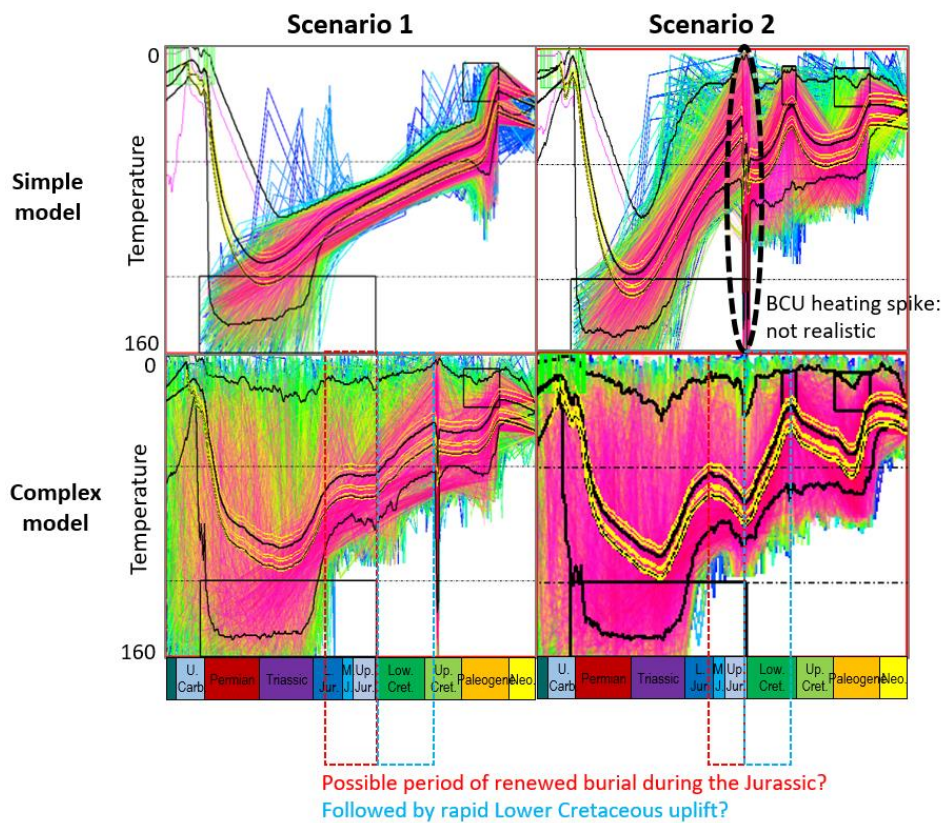 Scenario 1
Scenario 2
0
Simple
model
Temperature
BCU heating spike:
not realistic
160
0
Complex
model
Temperature
160
U.
Carb
Permian
Triassic
L.
Jur.
M.
J.
Up.
Jur.
Low.
Cret.
Up
Cret.
Paleogene
Neo.
U.
Carb
Permian
Triassic
L.
Jur
M.
J.
Up.
Jur
Low.
Cret.
Up
Cret.
Paleogene
Neo.
Possible period of renewed burial during the Jurassic?
Followed by rapid Lower Cretaceous uplift?